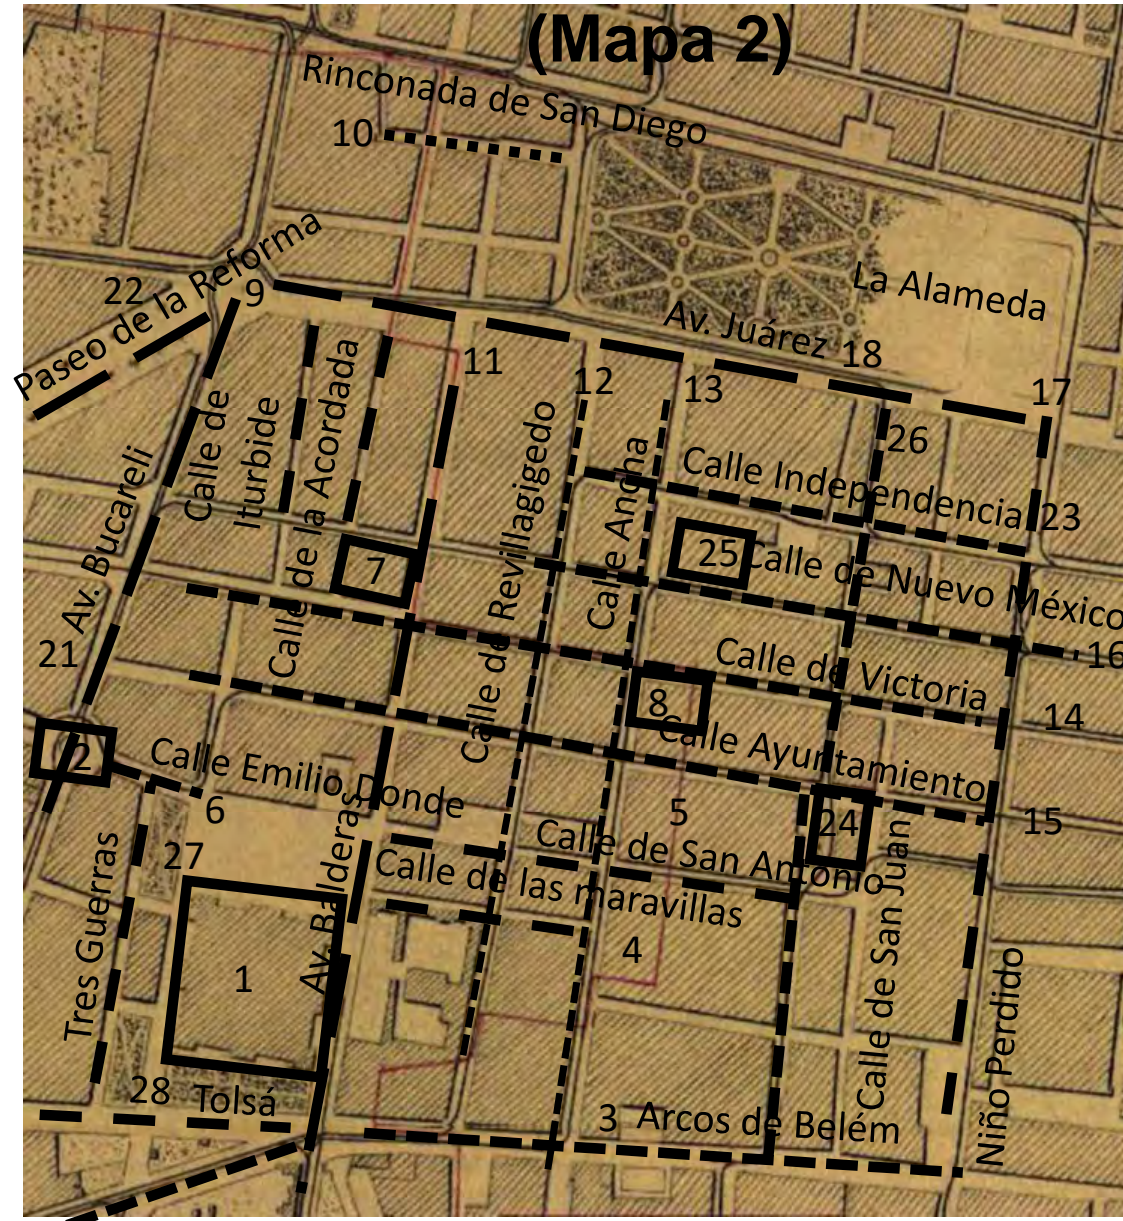 (Mapa 2)
Rinconada de San Diego
10
La Alameda
22
Paseo de la Reforma
9
Av. Juárez
18
11
12
13
17
Calle de
Iturbide
Calle de la Acordada
Calle de Revillagigedo
Calle Ancha
26
Calle Independencia
23
Av. Bucareli
7
25
Calle de Nuevo México
16
21
Calle de Victoria
14
8
2
Calle Ayuntamiento
15
Calle Emilio Donde
6
5
24
Calle de San Antonio
27
Calle de las maravillas
Tres Guerras
Av. Balderas
1
4
Calle de San Juan
Niño Perdido
28
Tolsá
3
Arcos de Belém